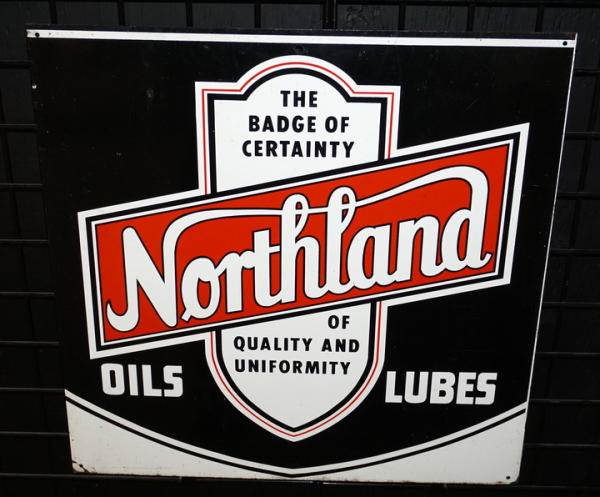 THE
BADGE OF
CERTAINTY
Northland
OF
QUALITY AND
UNIFORMITY
OILS
LUBES